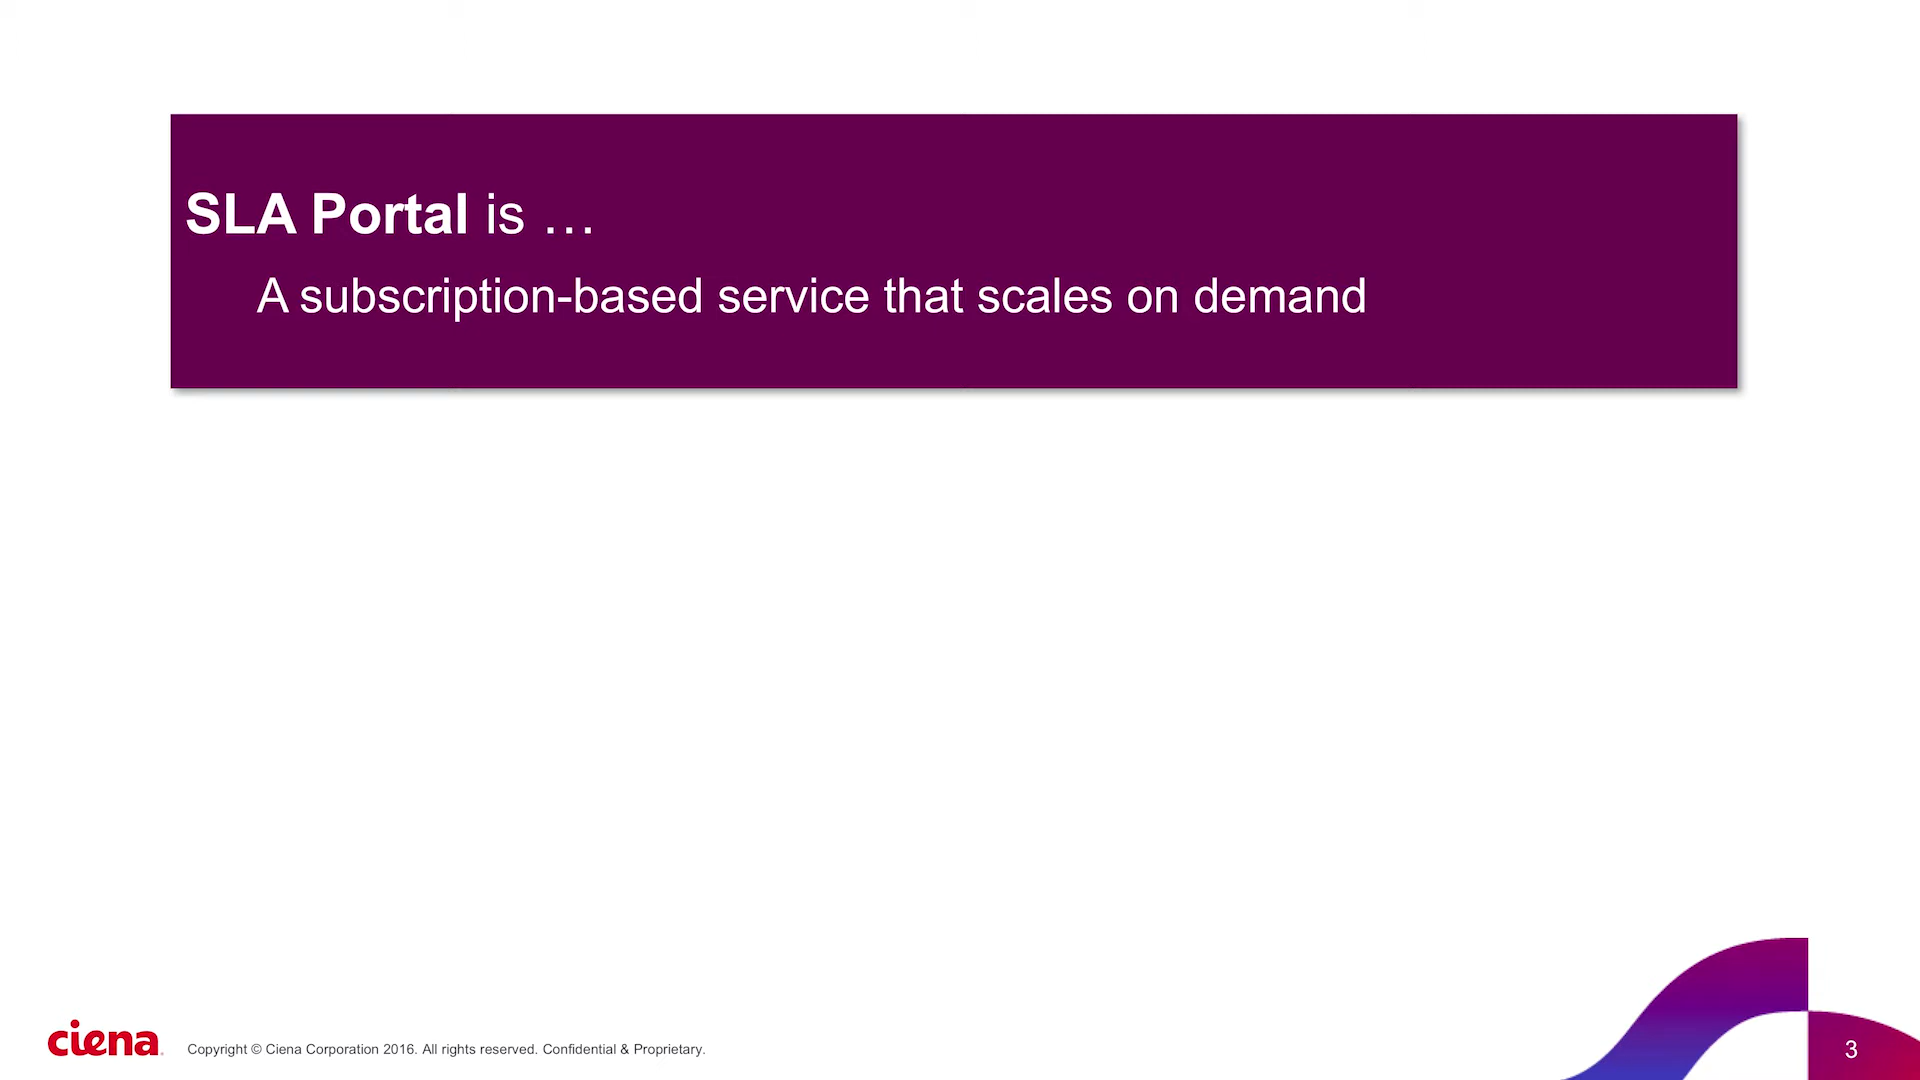 SLA Portal is …
A subscription-based service that scales on demand
ciena
Copyright © Ciena Corporation 2016. All rights reserved. Confidential & Proprietary.
3